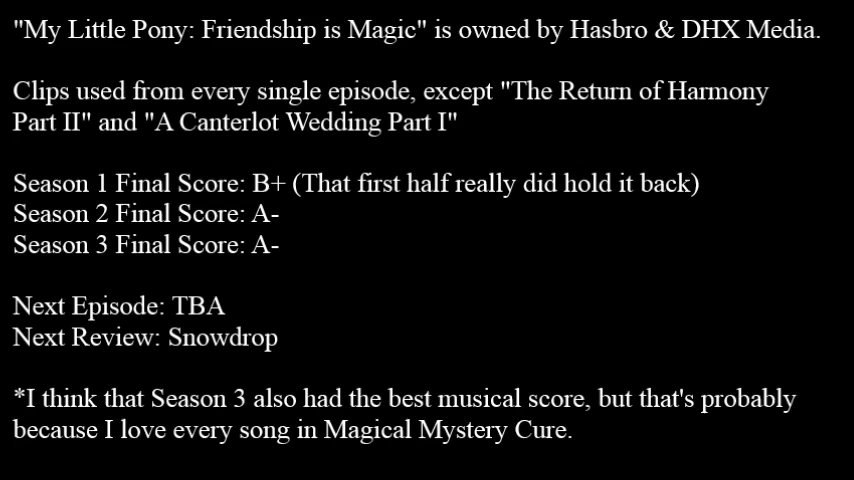 "My Little Pony: Friendship is Magic" is owned by Hasbro & DHX Media.
Clips used from every single episode, except "The Return of Harmony
Part II" and "A Canterlot Wedding Part I"
Season 1 Final Score: B+ (That first half really did hold it back)
Season 2 Final Score: A-
Season 3 Final Score: A-
Next Episode: TBA
Next Review: Snowdrop
*I think that Season 3 also had the best musical score, but that's probably
because I love every song in Magical Mystery Cure.